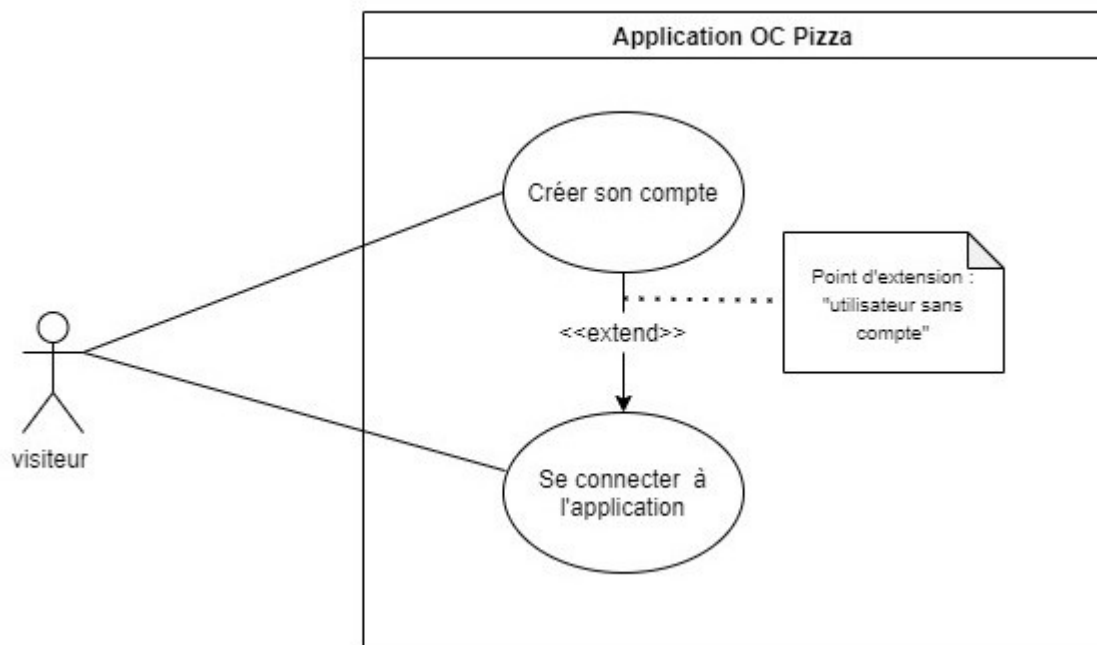 Application OC Pizza
Créer son compte
Point d'extension :
"utilisateur sans
compte"
<<extend>>
visiteur
Se connecter à
l'application